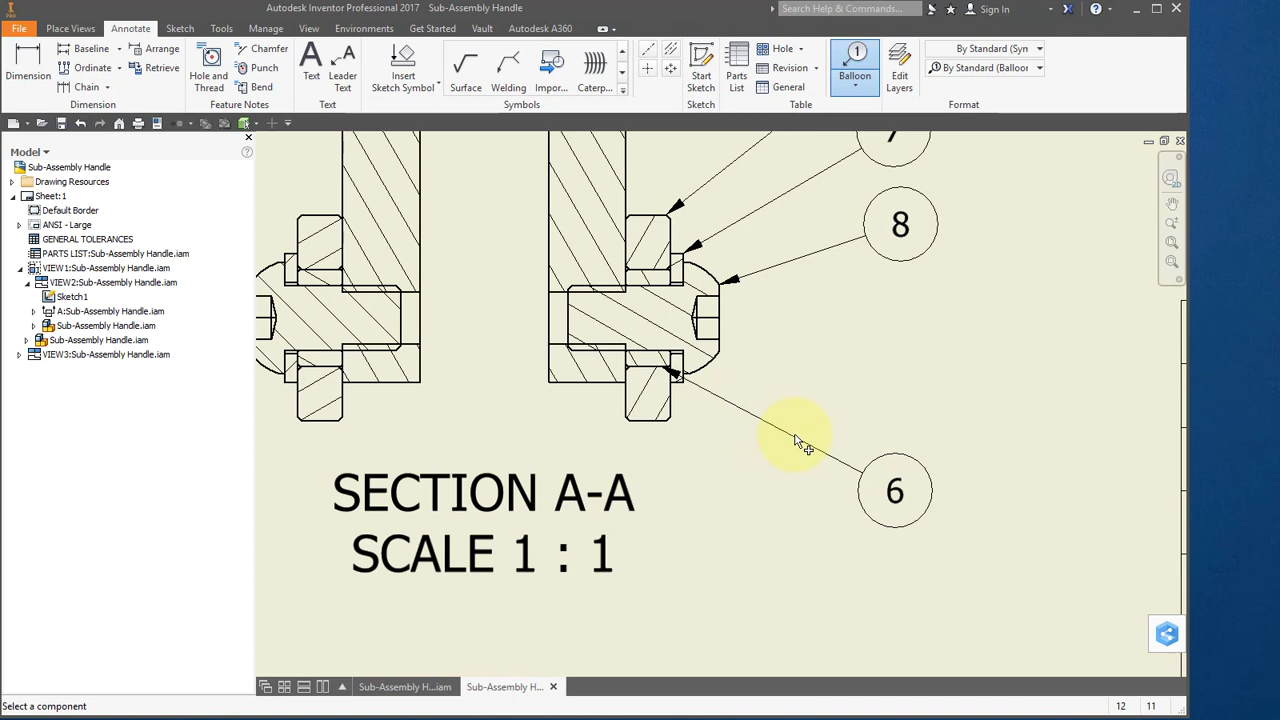 Autodesk Inventor Professional 2017 Sub-Assembly Handle
Search Help & Commands...
Sign In
File Place Views Annotate Sketch Tools Manage View Environments Get Started Vault Autodesk A360
Dimension
Baseline
Ordinate
Chain
Arrange
Retrieve
Dimension
Hole and
Thread
Chamfer
Punch
Bend
Feature Notes
Text
Leader
Text
Text
Insert
Sketch Symbol
Surface
Welding
Impor...
Caterp...
Symbols
Start
Sketch
Sketch
Parts
List
Hole
Revision
General
Table
1
Balloon
Edit
Layers
By Standard (Syn
By Standard (Balloon
Format
Model
Sub-Assembly Handle
Drawing Resources
Sheet:1
Default Border
ANSI - Large
GENERAL TOLERANCES
PARTS LIST:Sub-Assembly Handle.iam
VIEW1:Sub-Assembly Handle.iam
VIEW2:Sub-Assembly Handle.iam
Sketch1
A:Sub-Assembly Handle.iam
Sub-Assembly Handle.iam
Sub-Assembly Handle.iam
VIEW3:Sub-Assembly Handle.iam
7
8
6
SECTION A-A
SCALE 1 : 1
Sub-Assembly H...iam
Sub-Assembly H...
Select a component
12 11